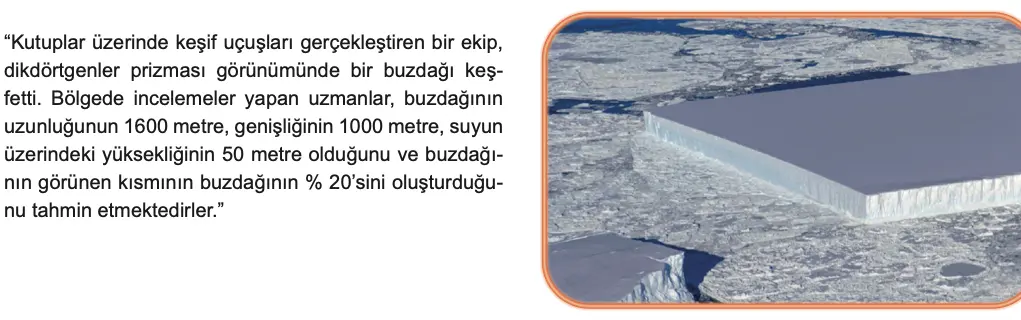 “Kutuplar üzerinde keşif uçuşları gerçekleştiren bir ekip,
dikdörtgenler prizması görünümünde bir buzdağı keş-
fetti. Bölgede incelemeler yapan uzmanlar, buzdağının
uzunluğunun 1600 metre, genişliğinin 1000 metre, suyun
üzerindeki yüksekliğinin 50 metre olduğunu ve buzdağı-
nın görünen kısmının buzdağının % 20’sini oluşturduğu-
nu tahmin etmektedirler.”